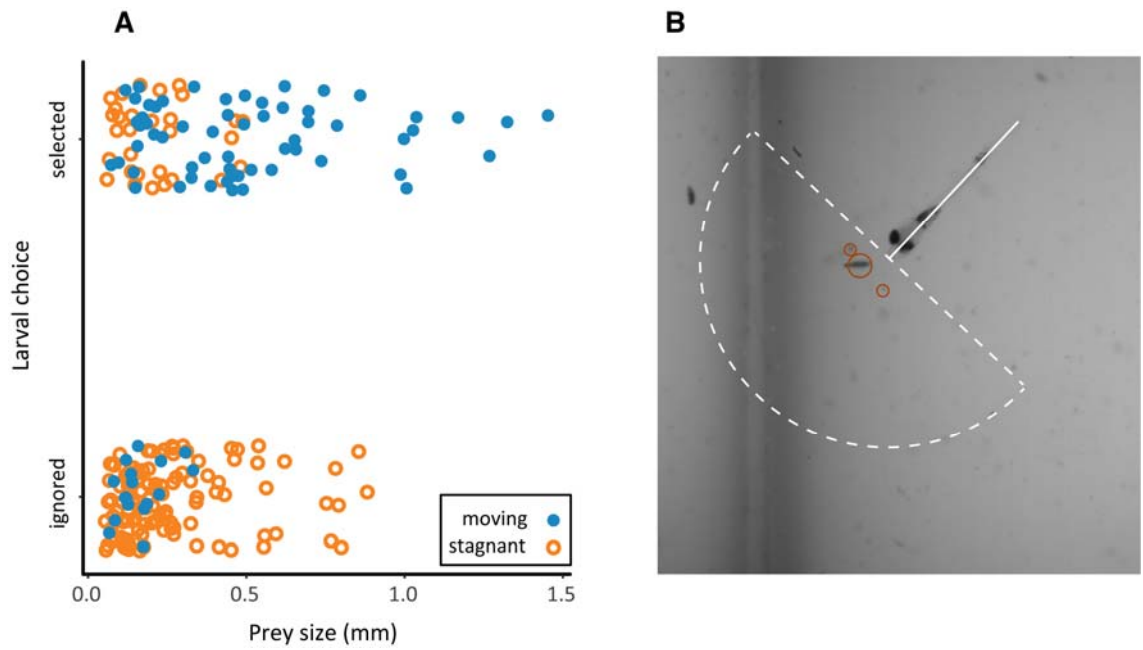 A
B
selected
Larval choice
ignored
moving
stagnant
0.0
0.5
1.0
1.5
Prey size (mm)